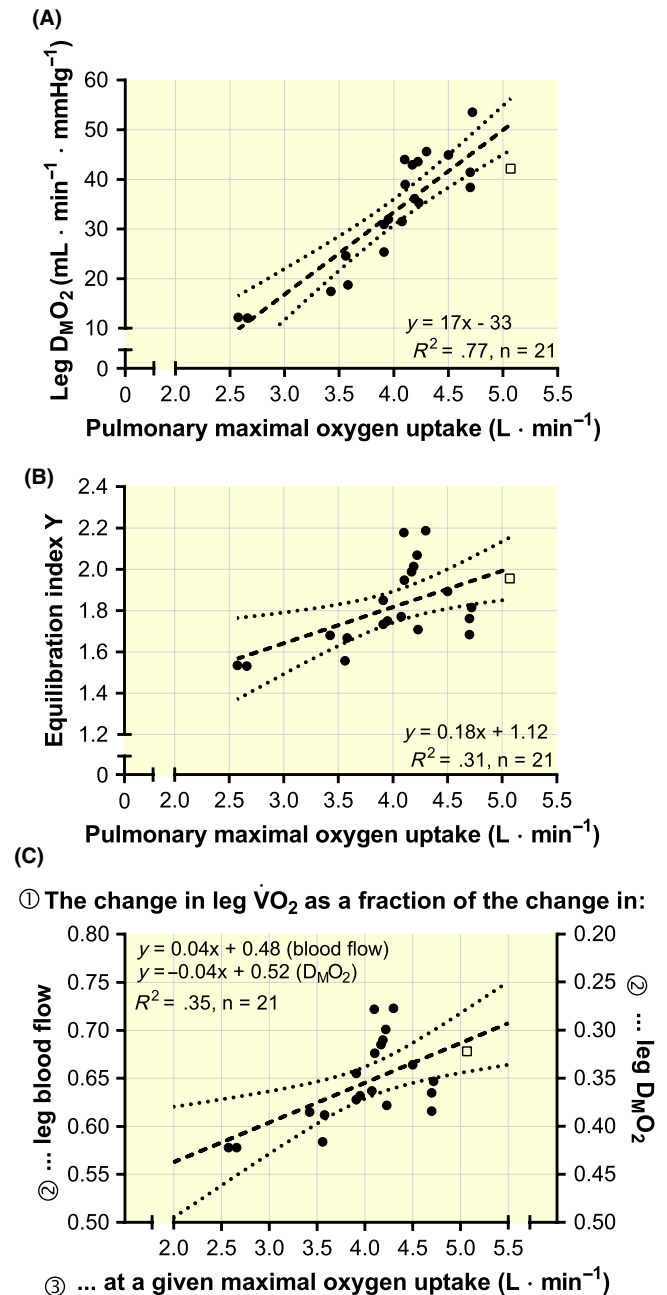 (A)
60
50
40
30
20
10
0
Leg DMO2 (mL · min−1 · mmHg−1)
y = 17x - 33
R2 = .77, n = 21
0 2.0 2.5 3.0 3.5 4.0 4.5 5.0 5.5
Pulmonary maximal oxygen uptake (L · min−1)
(B)
2.4
2.2
2.0
1.8
1.6
1.4
1.2
0
Equilibration index Y
y = 0.18x + 1.12
R2 = .31, n = 21
0 2.0 2.5 3.0 3.5 4.0 4.5 5.0 5.5
Pulmonary maximal oxygen uptake (L · min−1)
(C)
① The change in leg V̇O2 as a fraction of the change in:
0.80
0.75
0.70
0.65
0.60
0.55
0.50
② ... leg blood flow
y = 0.04x + 0.48 (blood flow)
y = −0.04x + 0.52 (DMO2)
R2 = .35, n = 21
0.20
0.25
0.30
0.35
0.40
0.45
0.50
② ... leg DMO2
2.0 2.5 3.0 3.5 4.0 4.5 5.0 5.5
③ ... at a given maximal oxygen uptake (L · min−1)